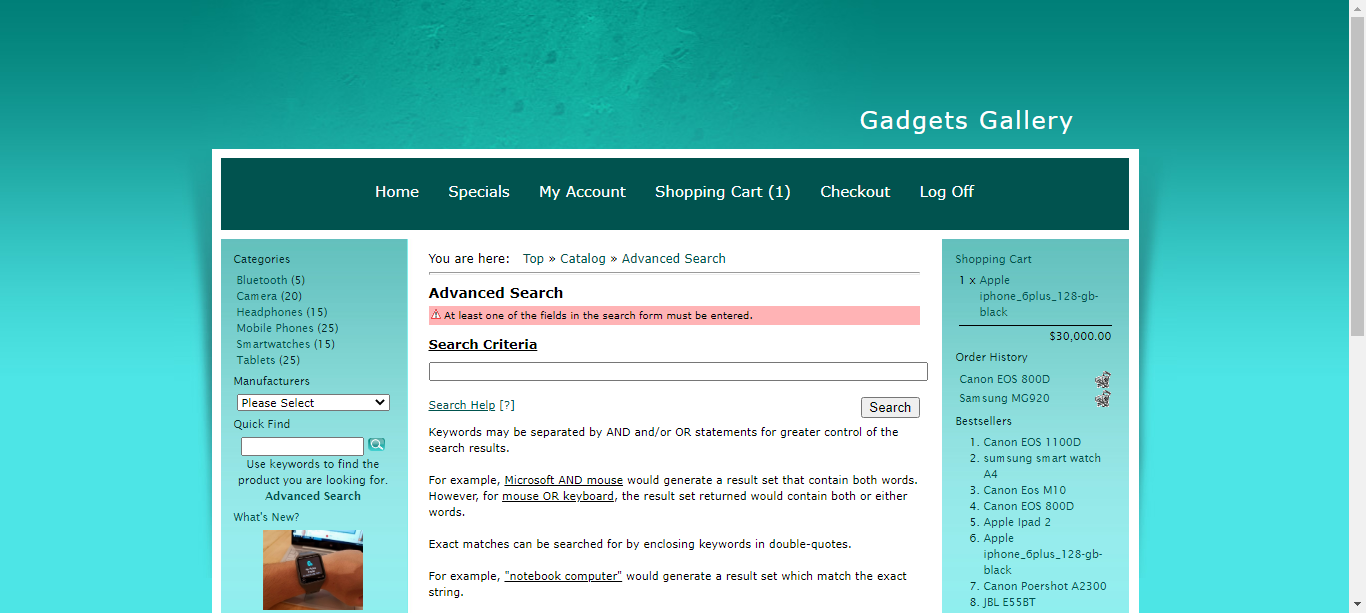 Gadgets Gallery
Home Specials My Account Shopping Cart (1) Checkout Log Off
Categories
Bluetooth (5)
Camera (20)
Headphones (15)
Mobile Phones (25)
Smartwatches (15)
Tablets (25)
Manufacturers
Please Select
Quick Find
Use keywords to find the
product you are looking for.
Advanced Search
What's New?
You are here: Top » Catalog » Advanced Search
Advanced Search
At least one of the fields in the search form must be entered.
Search Criteria
Search Help [?]
Search
Keywords may be separated by AND and/or OR statements for greater control of the
search results.
For example, Microsoft AND mouse would generate a result set that contain both words.
However, for mouse OR keyboard, the result set returned would contain both or either
words.
Exact matches can be searched for by enclosing keywords in double-quotes.
For example, "notebook computer" would generate a result set which match the exact
string.
Shopping Cart
1 x Apple
iphone_6plus_128-gb-
black
$30,000.00
Order History
Canon EOS 800D
Samsung MG920
Bestsellers
1. Canon EOS 1100D
2. sumsung smart watch
A4
3. Canon Eos M10
4. Canon EOS 800D
5. Apple Ipad 2
6. Apple
iphone_6plus_128-gb-
black
7. Canon Poershot A2300
8. JBL E55BT